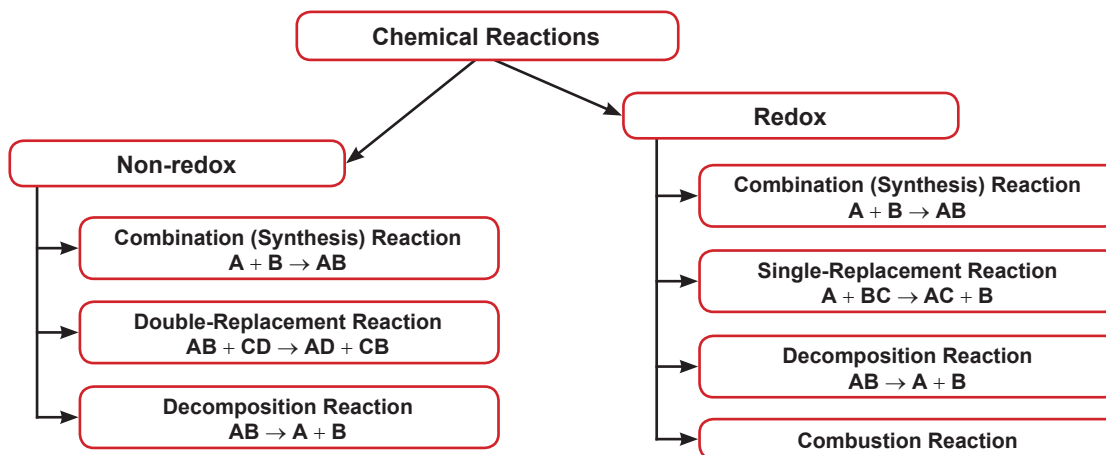 Chemical Reactions
Non-redox
Combination (Synthesis) Reaction
A + B → AB
Double-Replacement Reaction
AB + CD → AD + CB
Decomposition Reaction
AB → A + B
Redox
Combination (Synthesis) Reaction
A + B → AB
Single-Replacement Reaction
A + BC → AC + B
Decomposition Reaction
AB → A + B
Combustion Reaction